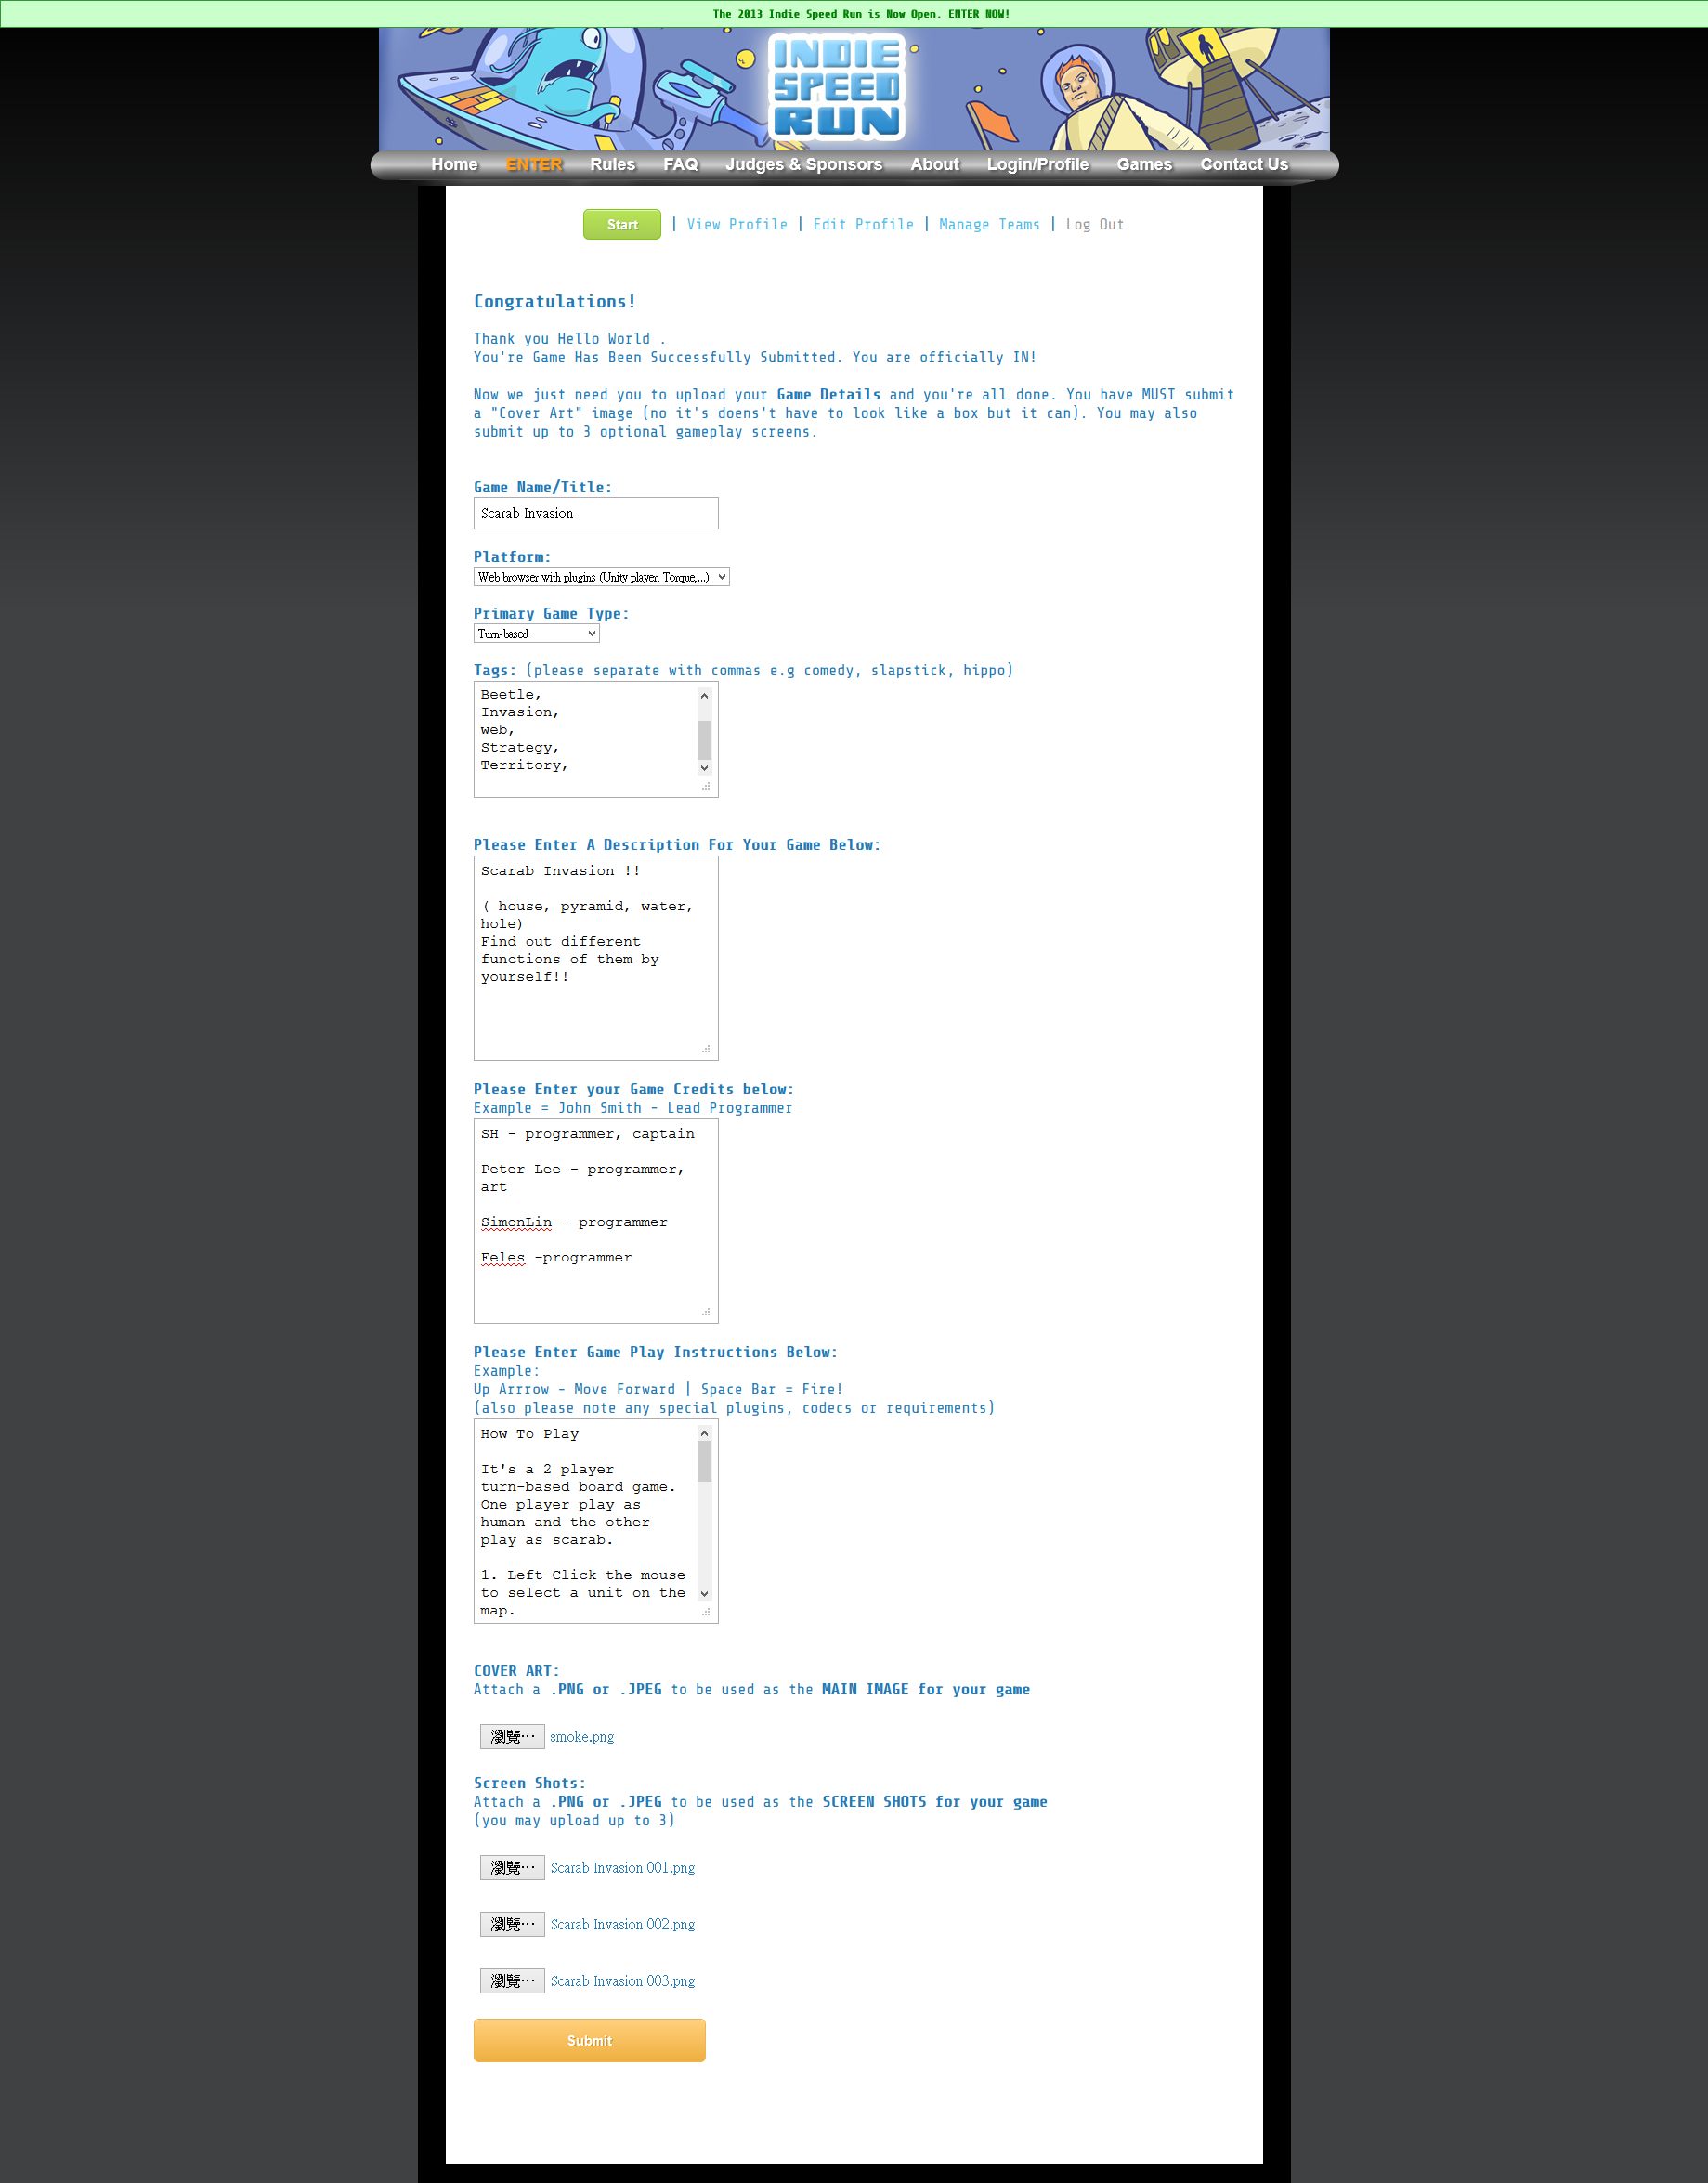 The 2013 Indie Speed Run is Now Open. ENTER NOW!
INDIE
SPEED
RUN
Home ENTER Rules FAQ Judges & Sponsors About Login/Profile Games Contact Us
Start | View Profile | Edit Profile | Manage Teams | Log Out
Congratulations!
Thank you Hello World .
You're Game Has Been Successfully Submitted. You are officially IN!
Now we just need you to upload your Game Details and you're all done. You have MUST submit
a "Cover Art" image (no it's doens't have to look like a box but it can). You may also
submit up to 3 optional gameplay screens.
Game Name/Title:
Scarab Invasion
Platform:
Web browser with plugins (Unity player, Torque,...)
Primary Game Type:
Turn-based
Tags: (please separate with commas e.g comedy, slapstick, hippo)
Beetle,
Invasion,
web,
Strategy,
Territory,
Please Enter A Description For Your Game Below:
Scarab Invasion !!
( house, pyramid, water,
hole)
Find out different
functions of them by
yourself!!
Please Enter your Game Credits below:
Example = John Smith - Lead Programmer
SH - programmer, captain
Peter Lee - programmer,
art
SimonLin - programmer
Feles -programmer
Please Enter Game Play Instructions Below:
Example:
Up Arrrow - Move Forward | Space Bar = Fire!
(also please note any special plugins, codecs or requirements)
How To Play
It's a 2 player
turn-based board game.
One player play as
human and the other
play as scarab.
1. Left-Click the mouse
to select a unit on the
map.
COVER ART:
Attach a .PNG or .JPEG to be used as the MAIN IMAGE for your game
瀏覽… smoke.png
Screen Shots:
Attach a .PNG or .JPEG to be used as the SCREEN SHOTS for your game
(you may upload up to 3)
瀏覽… Scarab Invasion 001.png
瀏覽… Scarab Invasion 002.png
瀏覽… Scarab Invasion 003.png
Submit